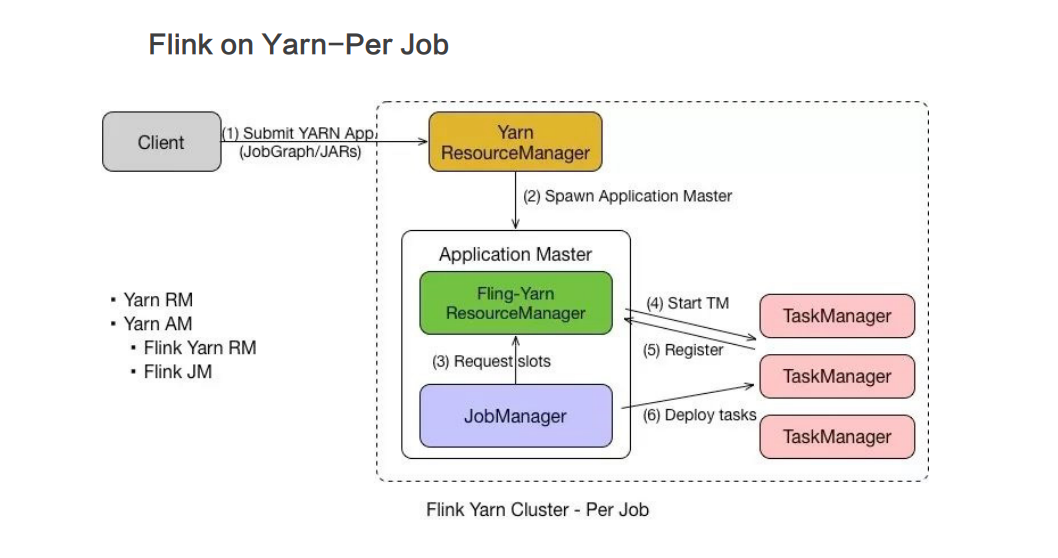 Flink on Yarn-Per Job
Client
(1) Submit YARN App
(JobGraph/JARs)
Yarn
ResourceManager
(2) Spawn Application Master
Application Master
Fling-Yarn
ResourceManager
(3) Request slots
JobManager
(4) Start TM
(5) Register
(6) Deploy tasks
TaskManager
TaskManager
TaskManager
▪ Yarn RM
▪ Yarn AM
▪ Flink Yarn RM
▪ Flink JM
Flink Yarn Cluster - Per Job